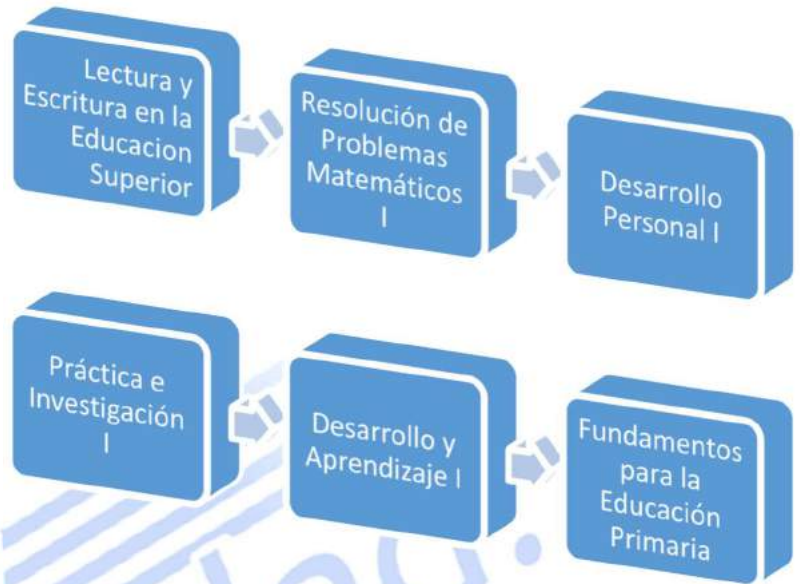 Lectura y
Escritura en la
Educacion
Superior
Resolución de
Problemas
Matemáticos
I
Desarrollo
Personal I
Práctica e
Investigación
I
Desarrollo y
Aprendizaje I
Fundamentos
para la
Educación
Primaria